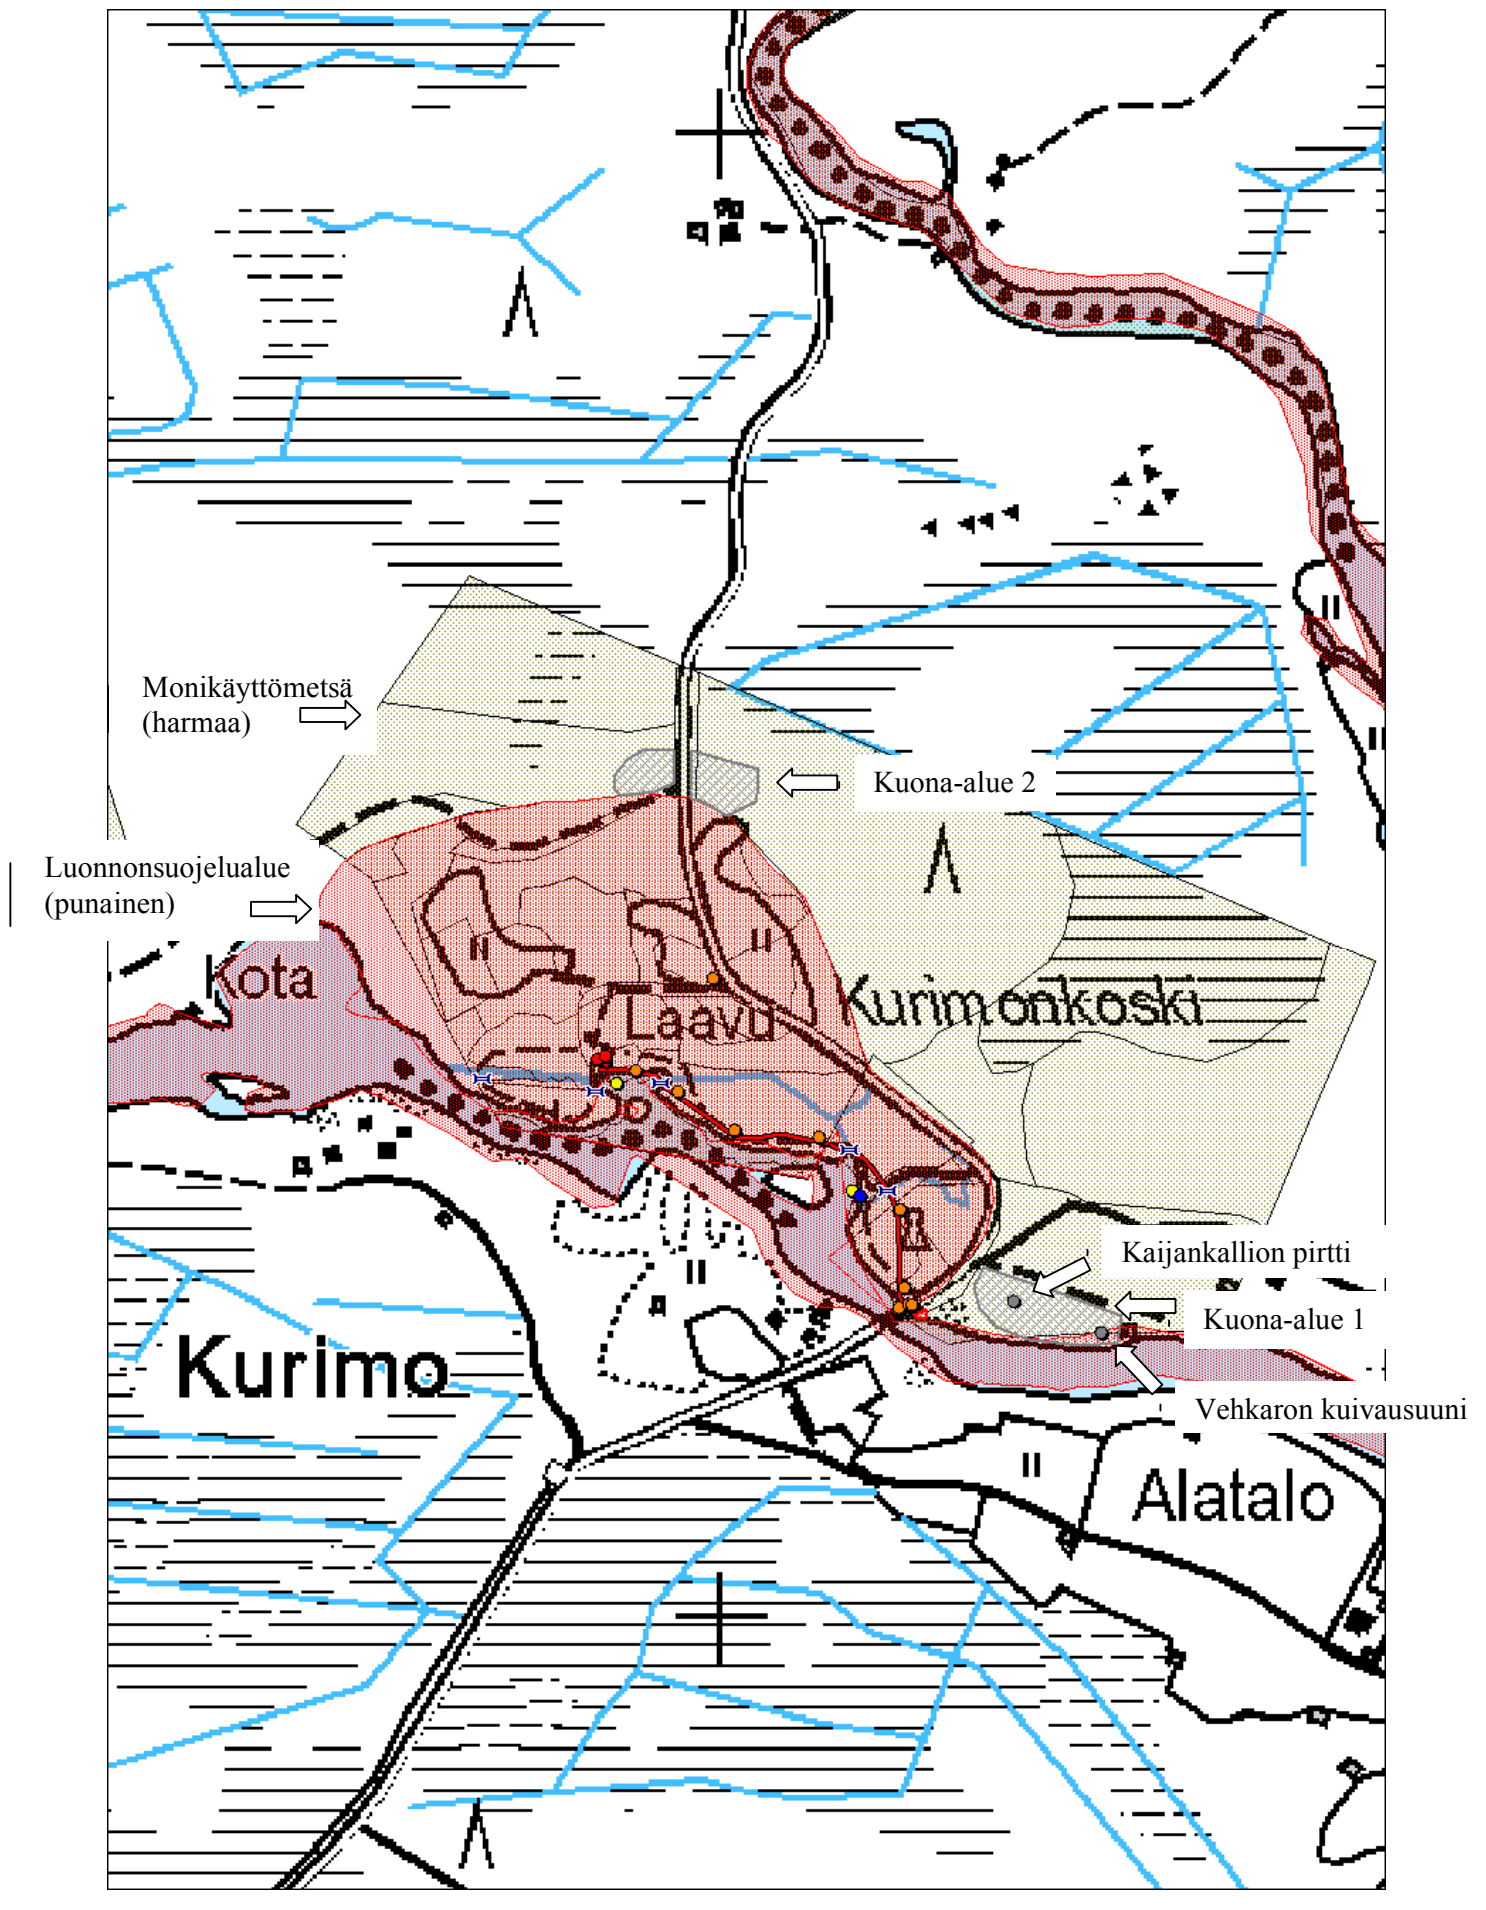 Monikäyttömetsä
(harmaa)
Kuona-alue 2
Luonnonsuojelualue
(punainen)
Kota
Laavu
Kurimonkoski
Kaijankallion pirtti
Kuona-alue 1
Kurimo
Vehkaron kuivausuuni
Alatalo